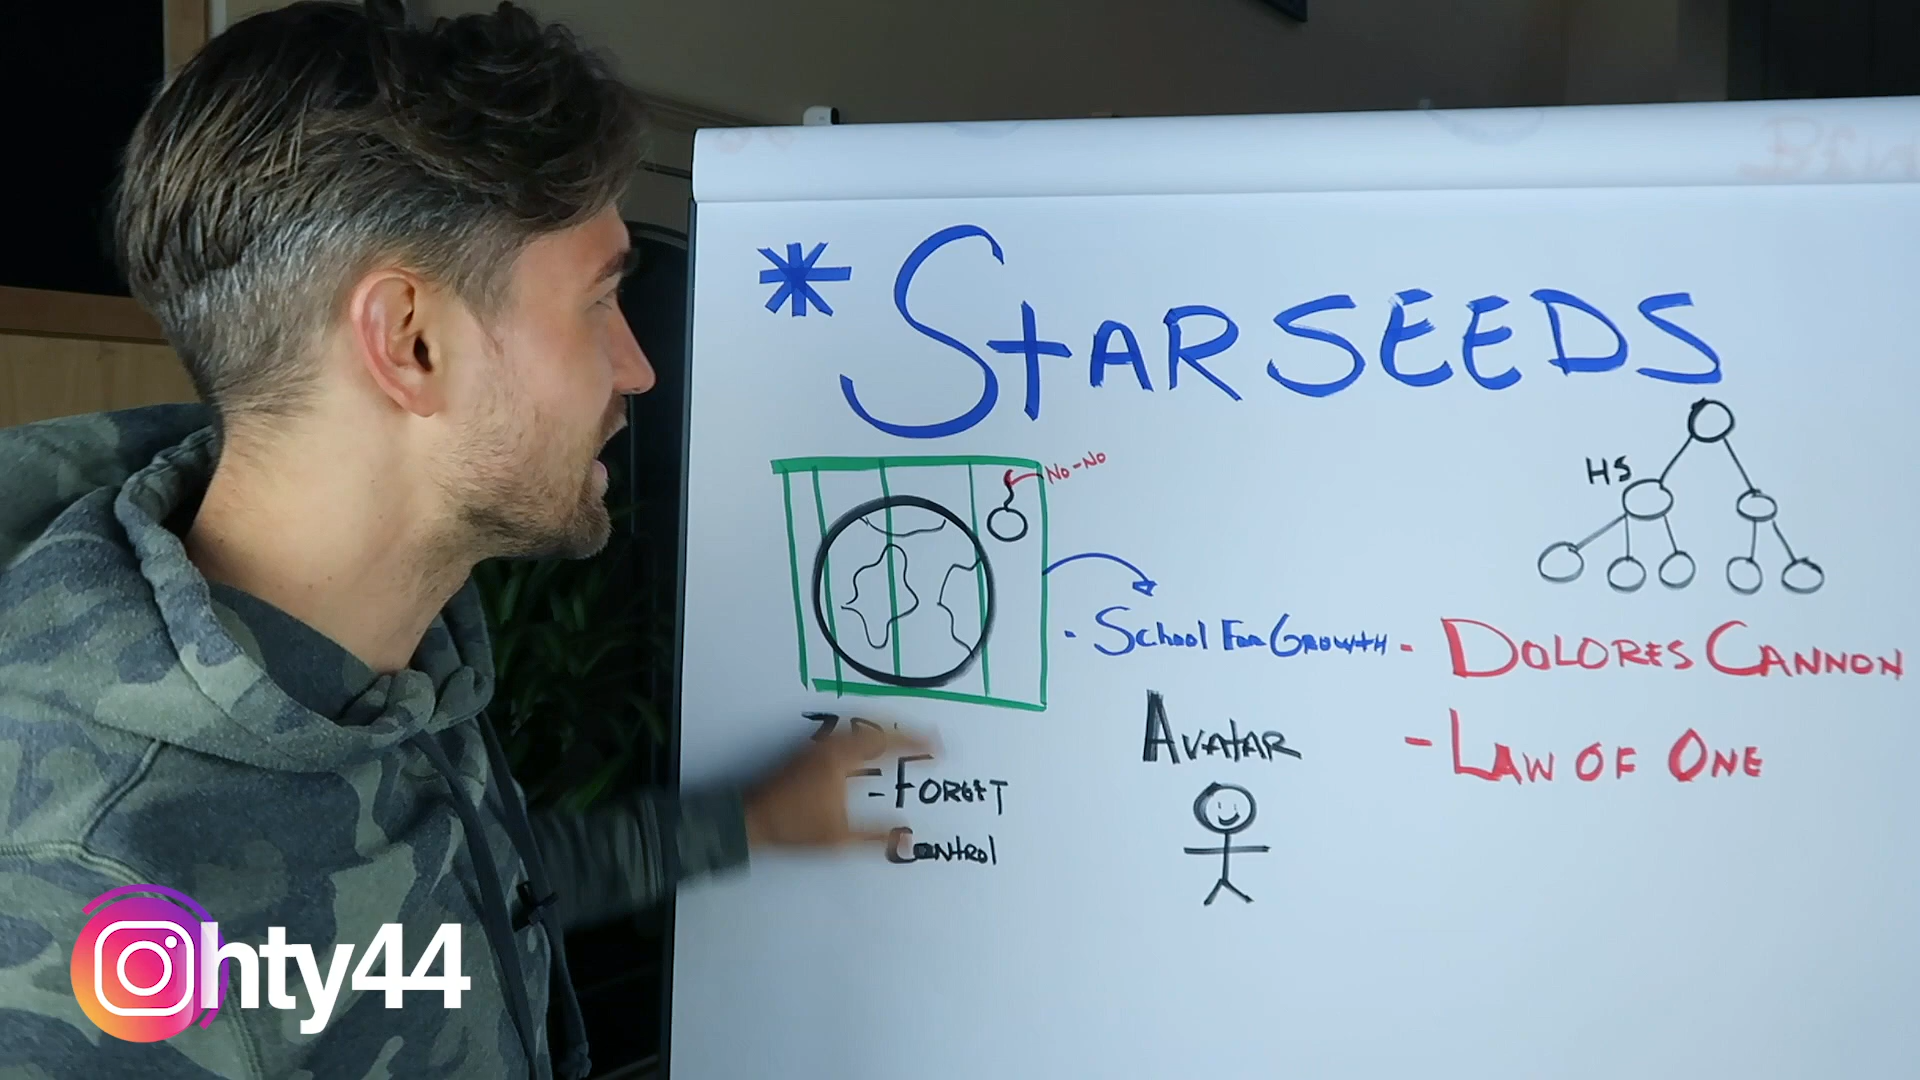 * STARSEEDS
No-No
HS
- SCHOOL FOR GROWTH
- DOLORES CANNON
AVATAR
- LAW OF ONE
- FORGET
CONTROL
hty44